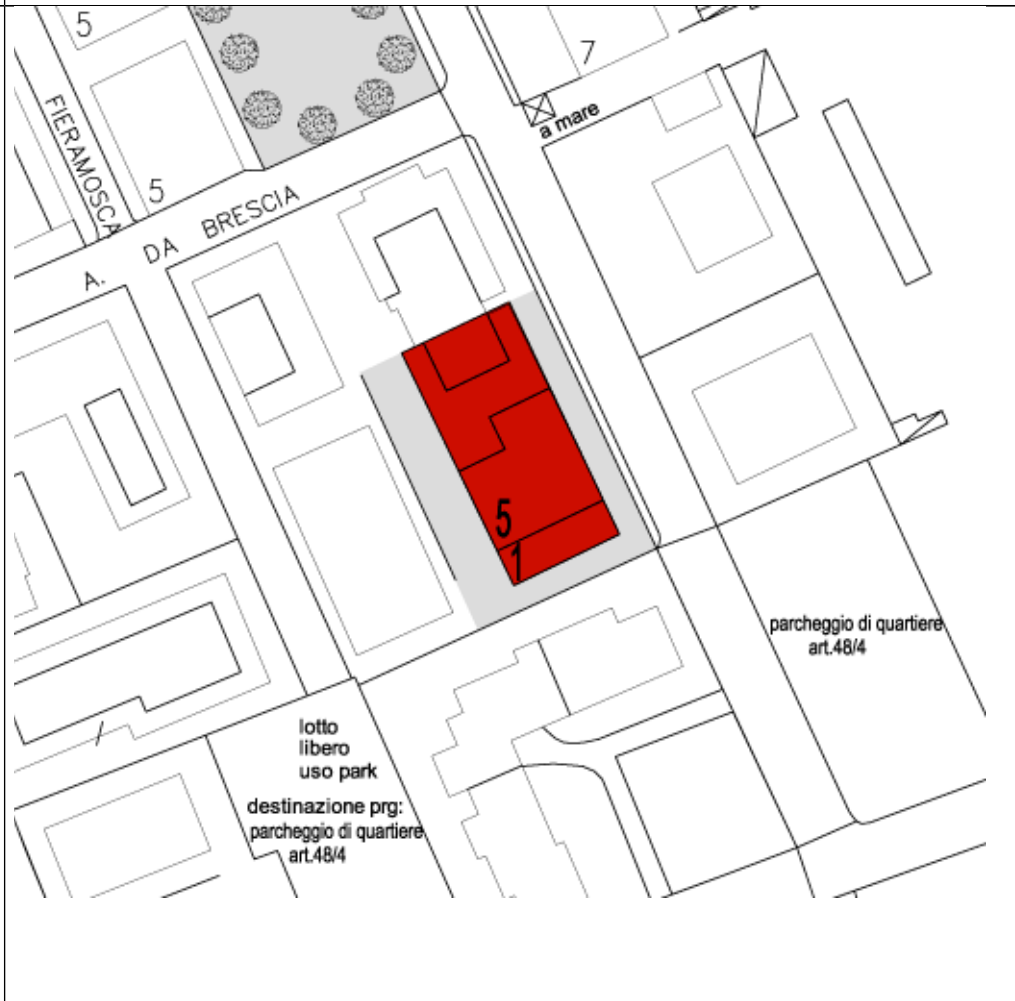 5
7
FIERAMOSCA
a mare
5
A. DA BRESCIA
5
1
parcheggio di quartiere
art.48/4
lotto
libero
uso park
destinazione prg:
parcheggio di quartiere
art.48/4